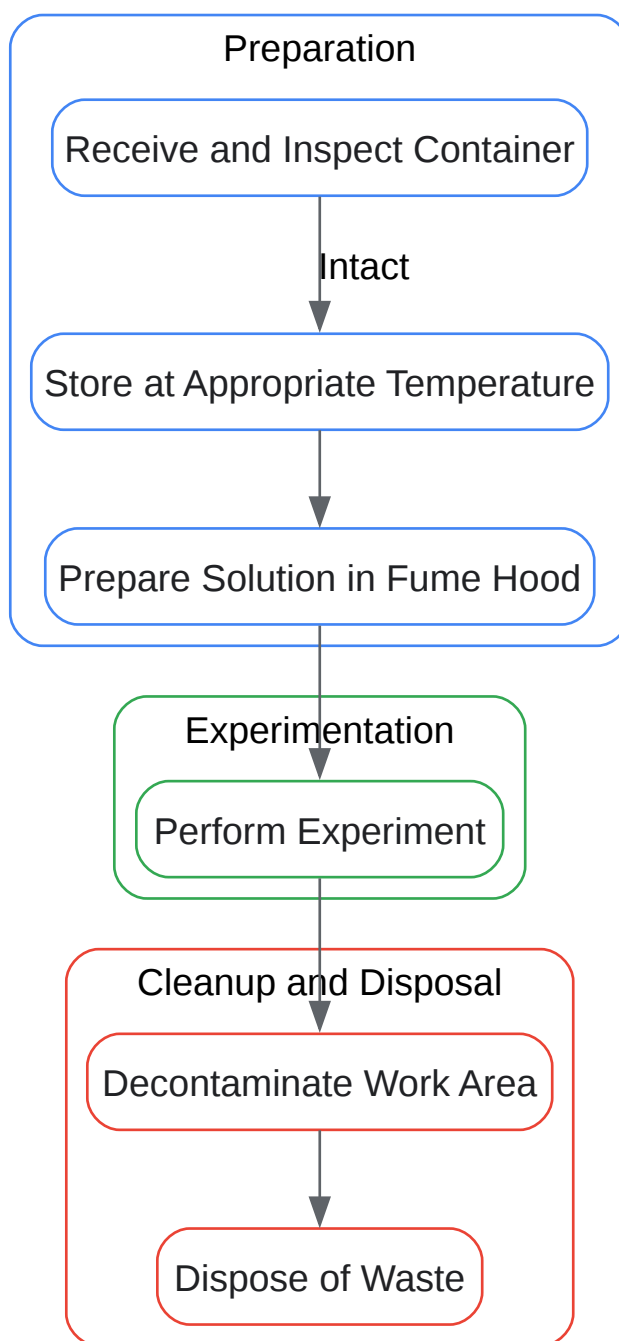 Preparation
Receive and Inspect Container
Intact
Store at Appropriate Temperature
Prepare Solution in Fume Hood
Experimentation
Perform Experiment
Cleanup and Disposal
Decontaminate Work Area
Dispose of Waste